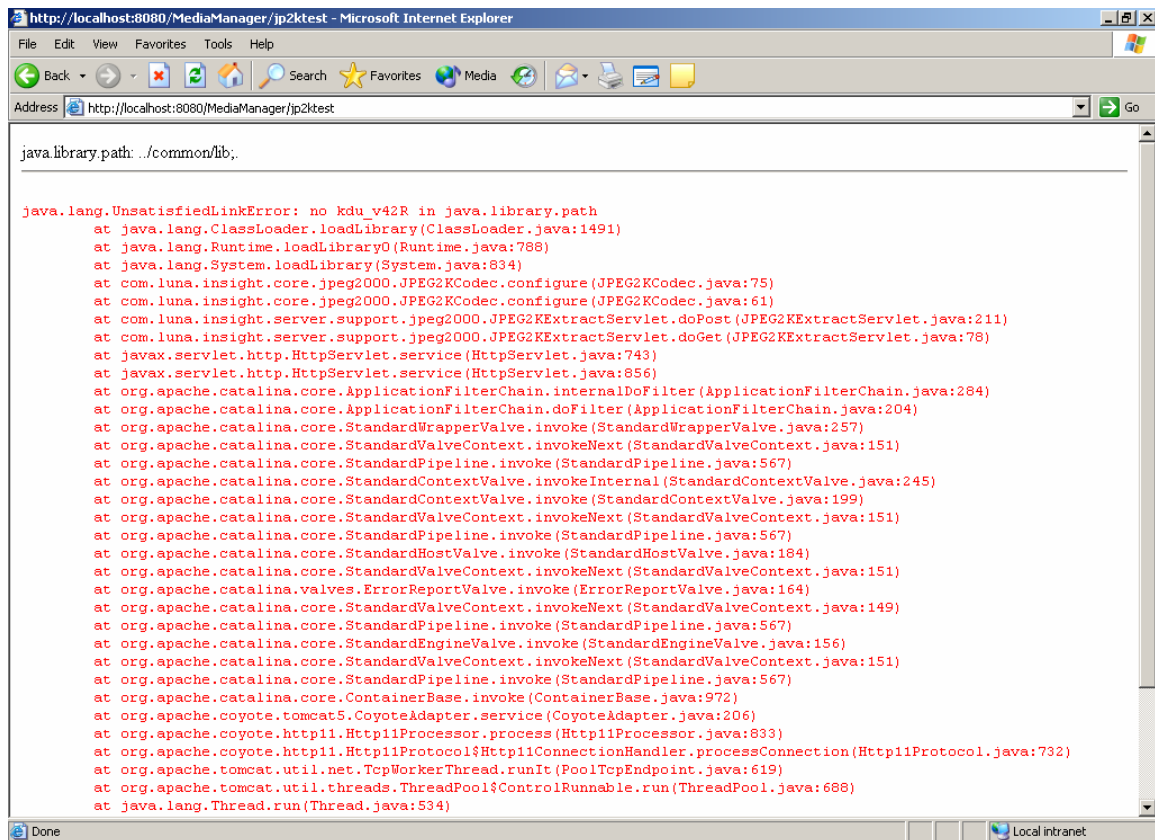 http://localhost:8080/MediaManager/jp2ktest - Microsoft Internet Explorer
File Edit View Favorites Tools Help
Back Search Favorites Media
Address http://localhost:8080/MediaManager/jp2ktest Go
java.library.path: ../common/lib;.
java.lang.UnsatisfiedLinkError: no kdu_v42R in java.library.path
at java.lang.ClassLoader.loadLibrary(ClassLoader.java:1491)
at java.lang.Runtime.loadLibrary0(Runtime.java:788)
at java.lang.System.loadLibrary(System.java:834)
at com.luna.insight.core.jpeg2000.JPEG2KCodec.configure(JPEG2KCodec.java:75)
at com.luna.insight.core.jpeg2000.JPEG2KCodec.configure(JPEG2KCodec.java:61)
at com.luna.insight.server.support.jpeg2000.JPEG2KExtractServlet.doPost(JPEG2KExtractServlet.java:211)
at com.luna.insight.server.support.jpeg2000.JPEG2KExtractServlet.doGet(JPEG2KExtractServlet.java:78)
at javax.servlet.http.HttpServlet.service(HttpServlet.java:743)
at javax.servlet.http.HttpServlet.service(HttpServlet.java:856)
at org.apache.catalina.core.ApplicationFilterChain.internalDoFilter(ApplicationFilterChain.java:284)
at org.apache.catalina.core.ApplicationFilterChain.doFilter(ApplicationFilterChain.java:204)
at org.apache.catalina.core.StandardWrapperValve.invoke(StandardWrapperValve.java:257)
at org.apache.catalina.core.StandardValveContext.invokeNext(StandardValveContext.java:151)
at org.apache.catalina.core.StandardPipeline.invoke(StandardPipeline.java:567)
at org.apache.catalina.core.StandardContextValve.invokeInternal(StandardContextValve.java:245)
at org.apache.catalina.core.StandardContextValve.invoke(StandardContextValve.java:199)
at org.apache.catalina.core.StandardValveContext.invokeNext(StandardValveContext.java:151)
at org.apache.catalina.core.StandardPipeline.invoke(StandardPipeline.java:567)
at org.apache.catalina.core.StandardHostValve.invoke(StandardHostValve.java:184)
at org.apache.catalina.core.StandardValveContext.invokeNext(StandardValveContext.java:151)
at org.apache.catalina.valves.ErrorReportValve.invoke(ErrorReportValve.java:164)
at org.apache.catalina.core.StandardValveContext.invokeNext(StandardValveContext.java:149)
at org.apache.catalina.core.StandardPipeline.invoke(StandardPipeline.java:567)
at org.apache.catalina.core.StandardEngineValve.invoke(StandardEngineValve.java:156)
at org.apache.catalina.core.StandardValveContext.invokeNext(StandardValveContext.java:151)
at org.apache.catalina.core.StandardPipeline.invoke(StandardPipeline.java:567)
at org.apache.catalina.core.ContainerBase.invoke(ContainerBase.java:972)
at org.apache.coyote.tomcat5.CoyoteAdapter.service(CoyoteAdapter.java:206)
at org.apache.coyote.http11.Http11Processor.process(Http11Processor.java:833)
at org.apache.coyote.http11.Http11Protocol$Http11ConnectionHandler.processConnection(Http11Protocol.java:732)
at org.apache.tomcat.util.net.TcpWorkerThread.runIt(PoolTcpEndpoint.java:619)
at org.apache.tomcat.util.threads.ThreadPool$ControlRunnable.run(ThreadPool.java:688)
at java.lang.Thread.run(Thread.java:534)
Done Local intranet